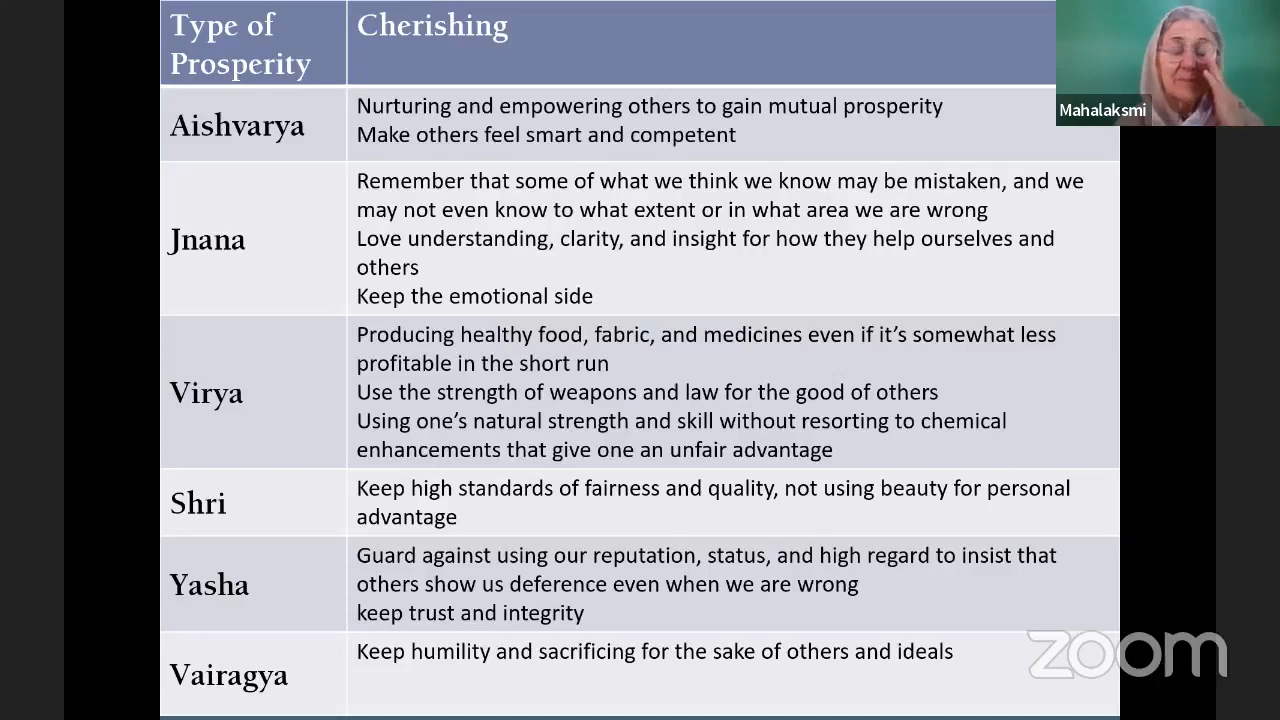 Type of
Prosperity
Cherishing
Aishvarya
Nurturing and empowering others to gain mutual prosperity
Make others feel smart and competent
Jnana
Remember that some of what we think we know may be mistaken, and we
may not even know to what extent or in what area we are wrong
Love understanding, clarity, and insight for how they help ourselves and
others
Keep the emotional side
Virya
Producing healthy food, fabric, and medicines even if it’s somewhat less
profitable in the short run
Use the strength of weapons and law for the good of others
Using one’s natural strength and skill without resorting to chemical
enhancements that give one an unfair advantage
Shri
Keep high standards of fairness and quality, not using beauty for personal
advantage
Yasha
Guard against using our reputation, status, and high regard to insist that
others show us deference even when we are wrong
keep trust and integrity
Vairagya
Keep humility and sacrificing for the sake of others and ideals
Mahalaksmi
zoom